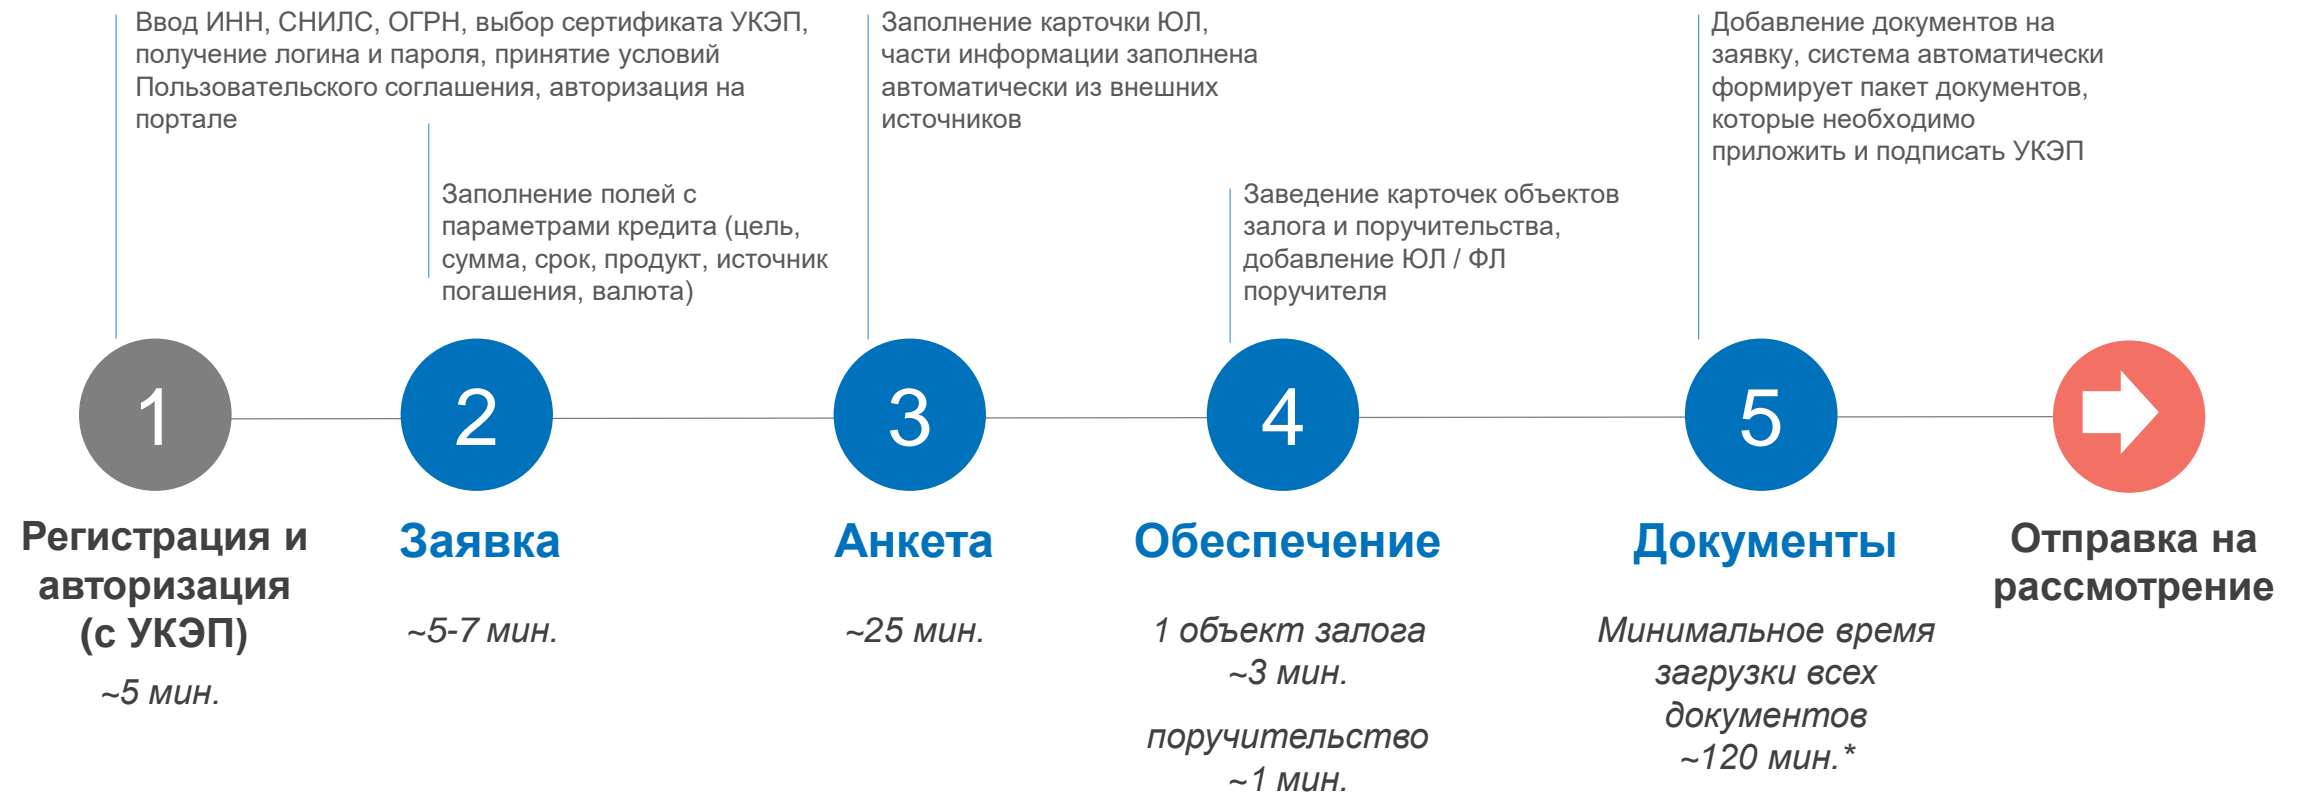 Ввод ИНН, СНИЛС, ОГРН, выбор сертификата УКЭП,
получение логина и пароля, принятие условий
Пользовательского соглашения, авторизация на
портале
Заполнение полей с
параметрами кредита (цель,
сумма, срок, продукт, источник
погашения, валюта)
Заполнение карточки ЮЛ,
части информации заполнена
автоматически из внешних
источников
Заведение карточек объектов
залога и поручительства,
добавление ЮЛ / ФЛ
поручителя
Добавление документов на
заявку, система автоматически
формирует пакет документов,
которые необходимо
приложить и подписать УКЭП
1
2
3
4
5
Регистрация и
авторизация
(с УКЭП)
~5 мин.
Заявка
~5-7 мин.
Анкета
~25 мин.
Обеспечение
1 объект залога
~3 мин.
поручительство
~1 мин.
Документы
Минимальное время
загрузки всех
документов
~120 мин.*
Отправка на
рассмотрение